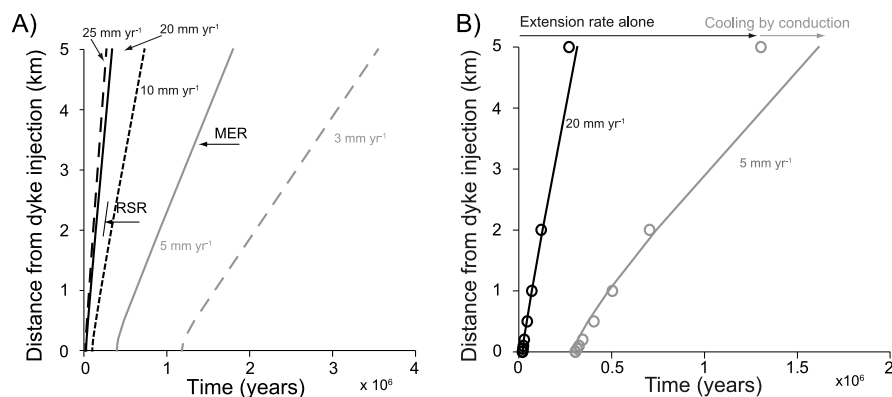 A)
25 mm yr⁻¹
20 mm yr⁻¹
10 mm yr⁻¹
MER
3 mm yr⁻¹
RSR
5 mm yr⁻¹
Distance from dyke injection (km)
5
4
3
2
1
0
0
1
2
3
4
Time (years)
x 10⁶
B)
Extension rate alone
Cooling by conduction
20 mm yr⁻¹
5 mm yr⁻¹
Distance from dyke injection (km)
5
4
3
2
1
0
0
0.5
1
1.5
2
Time (years)
x10⁶